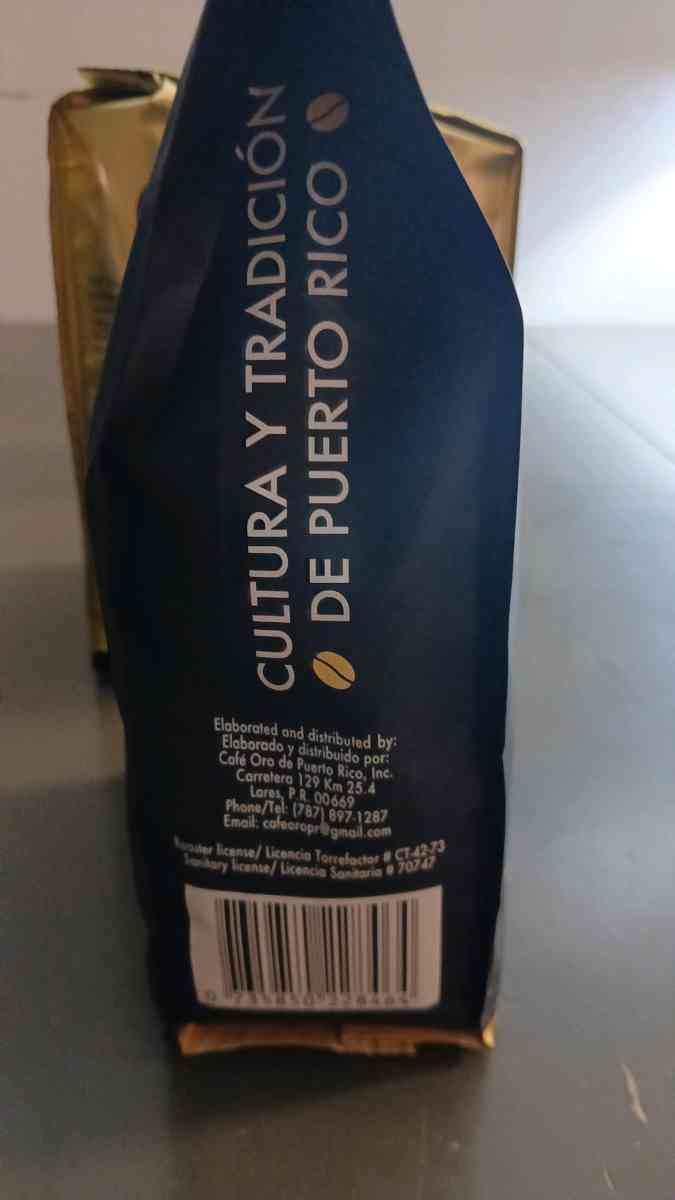 CULTURA Y TRADICIÓN
DE PUERTO RICO
Elaborated and distributed by:
Elaborado y distribuido por:
Café Oro de Puerto Rico, Inc.
Carretera 129 Km 25.4
Lares, P.R. 00669
Phone/Tel: (787) 897-1287
Email: cafeoropr@gmail.com
Roaster license/ Licencia Torrefactor # CT-42-73
Sanitary license/ Licencia Sanitaria # 70747